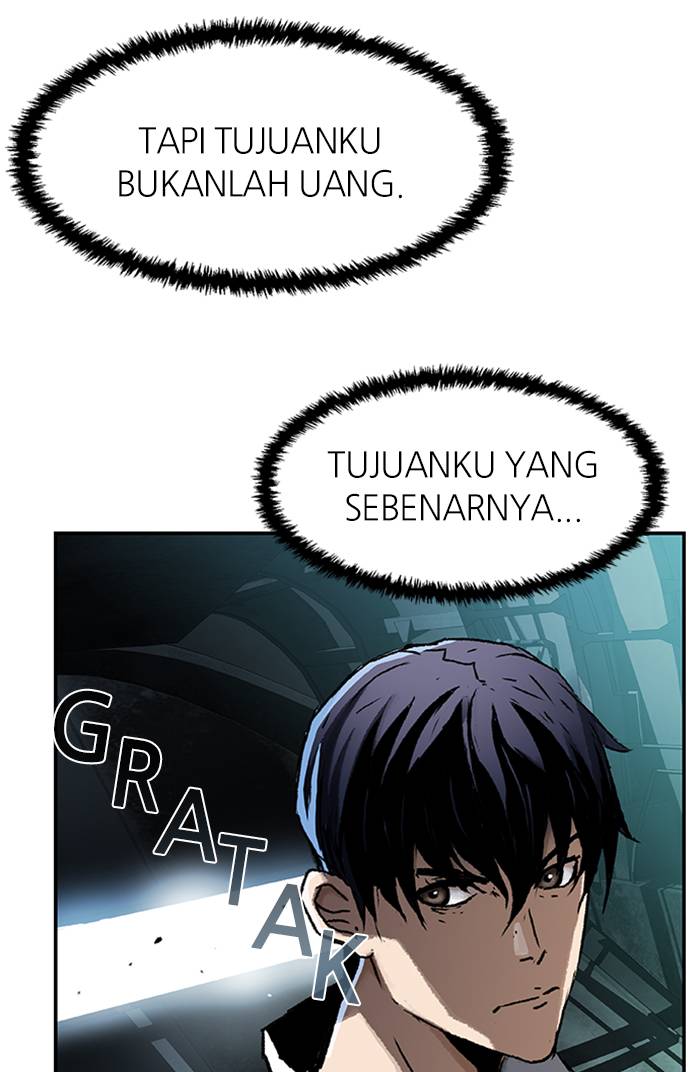 TAPI TUJUANKU
BUKANLAH UANG.
TUJUANKU YANG
SEBENARNYA...
GRATAK